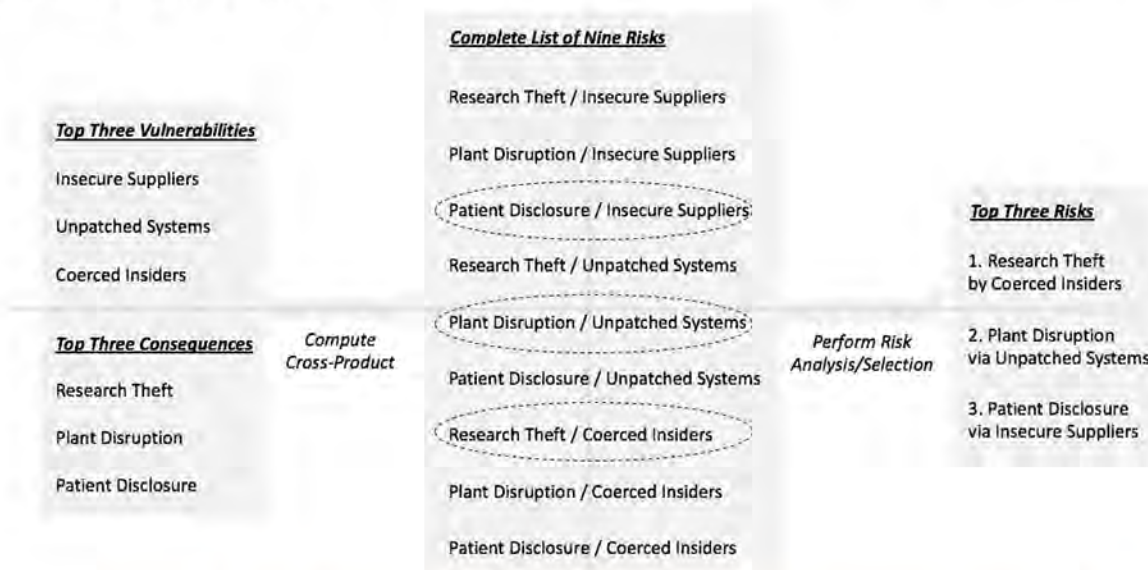 Top Three Vulnerabilities
Insecure Suppliers
Unpatched Systems
Coerced Insiders
Top Three Consequences
Research Theft
Plant Disruption
Patient Disclosure
Compute
Cross-Product
Complete List of Nine Risks
Research Theft / Insecure Suppliers
Plant Disruption / Insecure Suppliers
Patient Disclosure / Insecure Suppliers
Research Theft / Unpatched Systems
Plant Disruption / Unpatched Systems
Patient Disclosure / Unpatched Systems
Research Theft / Coerced Insiders
Plant Disruption / Coerced Insiders
Patient Disclosure / Coerced Insiders
Perform Risk
Analysis/Selection
Top Three Risks
1. Research Theft
by Coerced Insiders
2. Plant Disruption
via Unpatched Systems
3. Patient Disclosure
via Insecure Suppliers